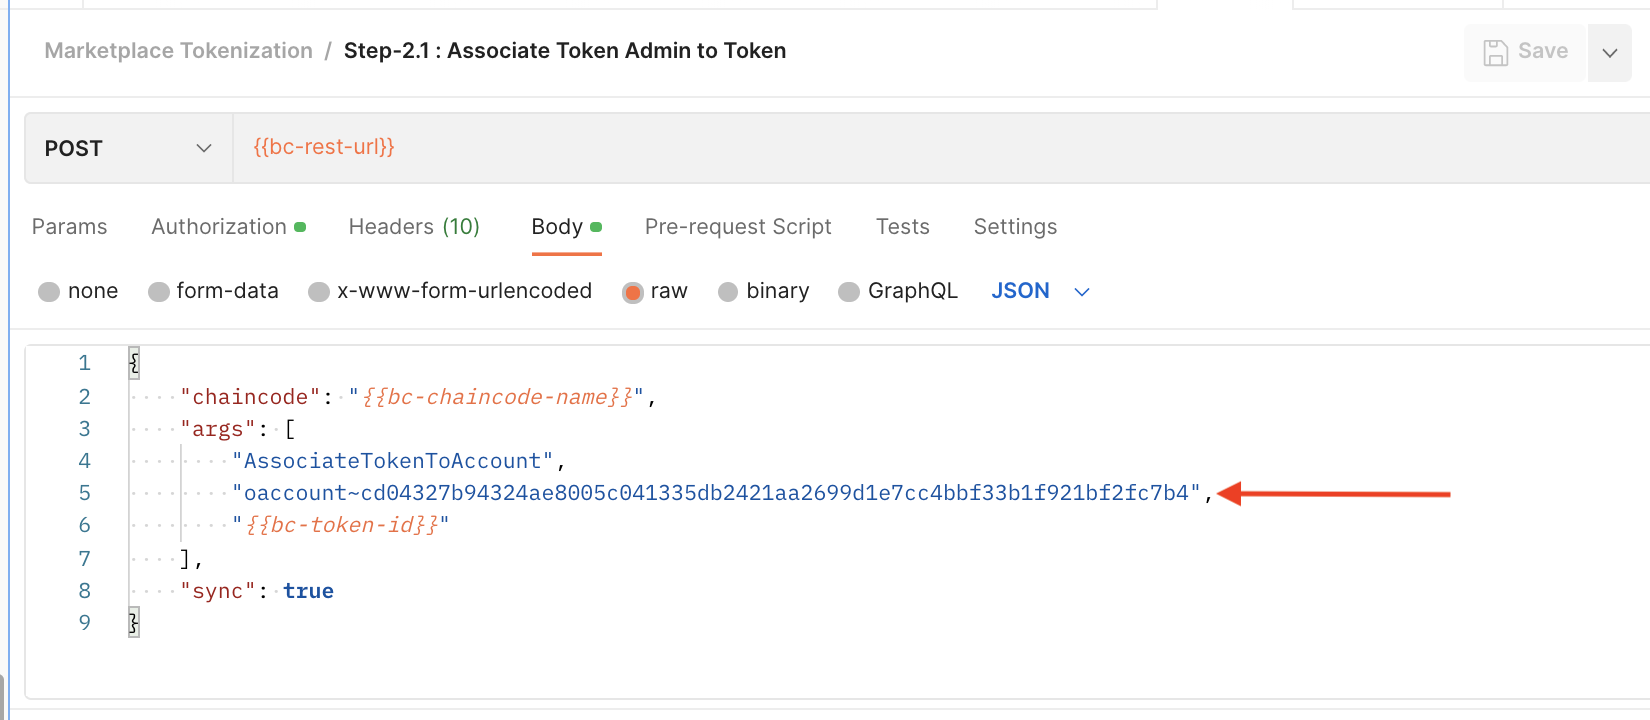 Marketplace Tokenization / Step-2.1 : Associate Token Admin to Token
Save
POST
{{bc-rest-url}}
Params Authorization Headers (10) Body Pre-request Script Tests Settings
none form-data x-www-form-urlencoded raw binary GraphQL JSON
1 {
2 "chaincode": "{{bc-chaincode-name}}",
3 "args": [
4 "AssociateTokenToAccount",
5 "oaccount~cd04327b94324ae8005c041335db2421aa2699d1e7cc4bbf33b1f921bf2fc7b4",
6 "{{bc-token-id}}"
7 ],
8 "sync": true
9 }